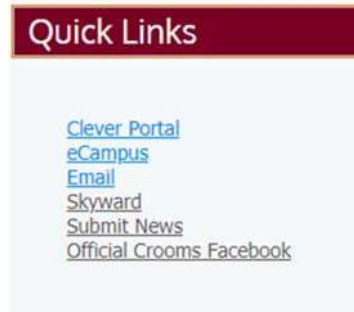 Quick Links
Clever Portal
eCampus
Email
Skyward
Submit News
Official Crooms Facebook